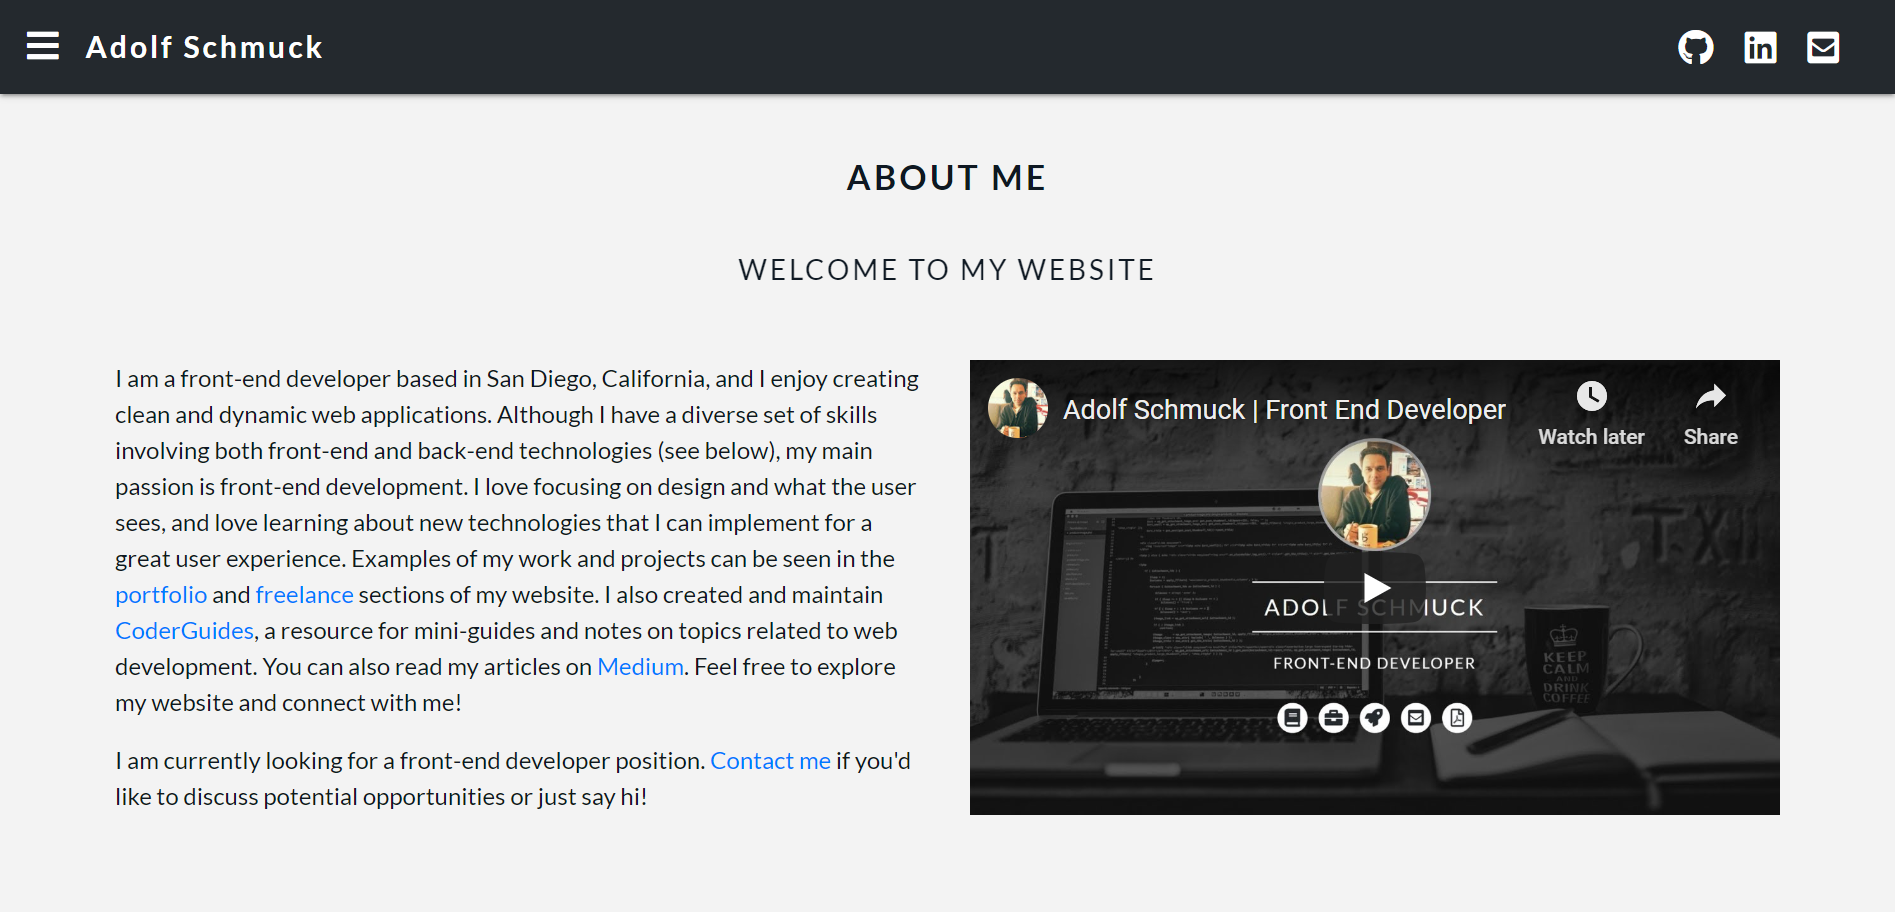 Adolf Schmuck
ABOUT ME
WELCOME TO MY WEBSITE
I am a front-end developer based in San Diego, California, and I enjoy creating
clean and dynamic web applications. Although I have a diverse set of skills
involving both front-end and back-end technologies (see below), my main
passion is front-end development. I love focusing on design and what the user
sees, and love learning about new technologies that I can implement for a
great user experience. Examples of my work and projects can be seen in the
portfolio and freelance sections of my website. I also created and maintain
CoderGuides, a resource for mini-guides and notes on topics related to web
development. You can also read my articles on Medium. Feel free to explore
my website and connect with me!
I am currently looking for a front-end developer position. Contact me if you'd
like to discuss potential opportunities or just say hi!
Adolf Schmuck | Front End Developer
Watch later
Share
ADOLF SCHMUCK
FRONT-END DEVELOPER
KEEP
CALM
AND
DRINK
COFFEE